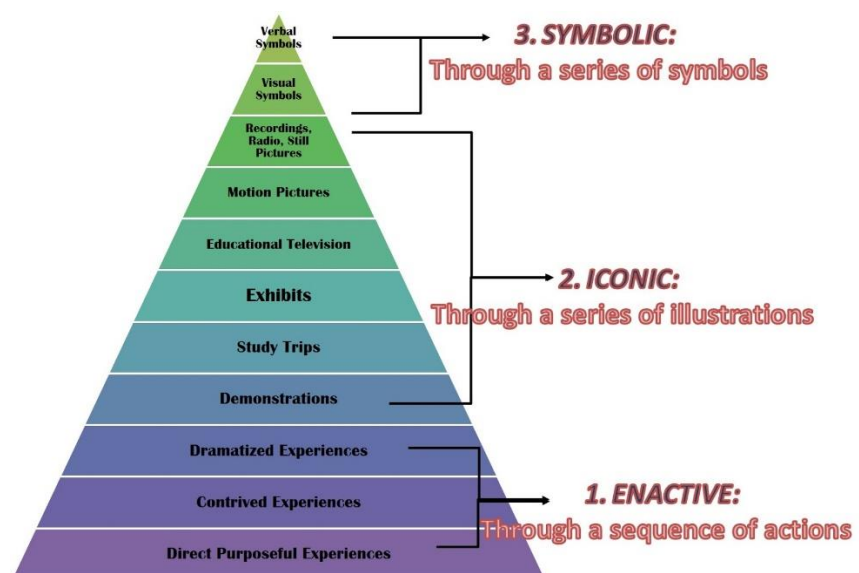 Verbal
Symbols
3. SYMBOLIC:
Through a series of symbols
Visual
Symbols
Recordings,
Radio, Still
Pictures
Motion Pictures
Educational Television
Exhibits
2. ICONIC:
Through a series of illustrations
Study Trips
Demonstrations
Dramatized Experiences
Contrived Experiences
1. ENACTIVE:
Through a sequence of actions
Direct Purposeful Experiences